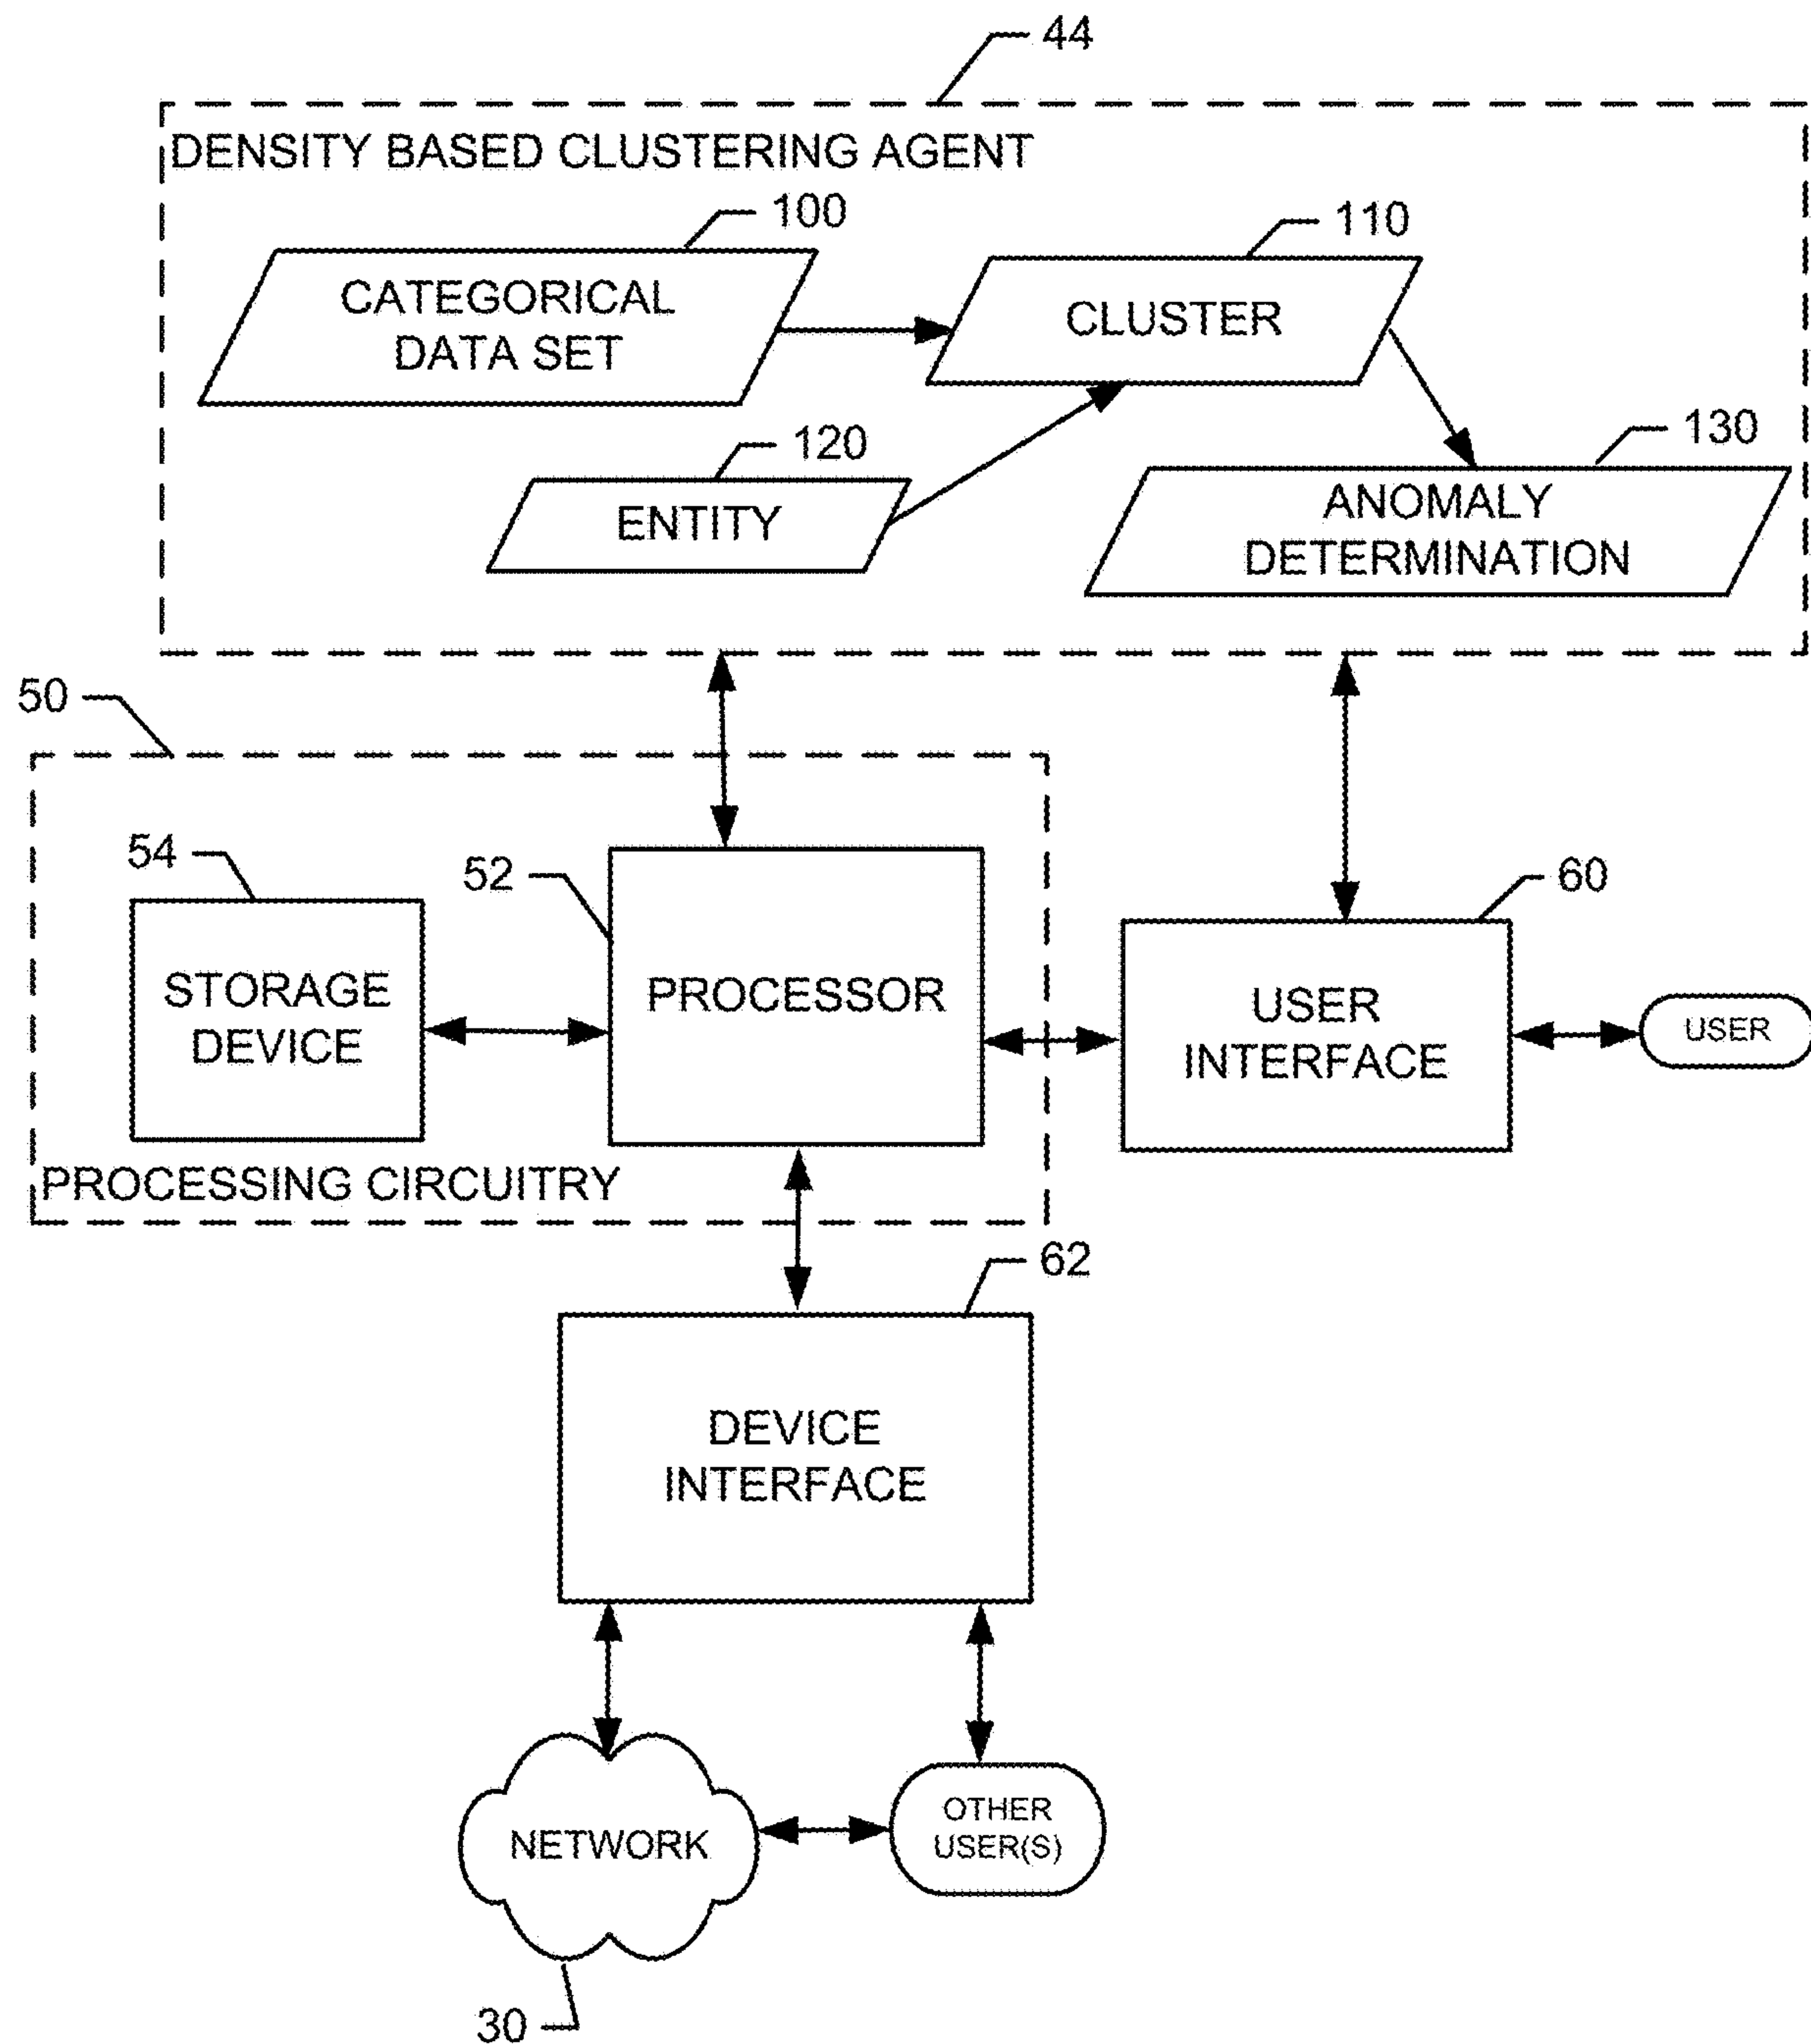 44
DENSITY BASED CLUSTERING AGENT
100
110
CATEGORICAL
DATA SET
CLUSTER
120
130
ENTITY
ANOMALY
DETERMINATION
50
54
52
60
STORAGE
DEVICE
PROCESSOR
USER
INTERFACE
USER
PROCESSING CIRCUITRY
62
DEVICE
INTERFACE
NETWORK
OTHER
USER(S)
30